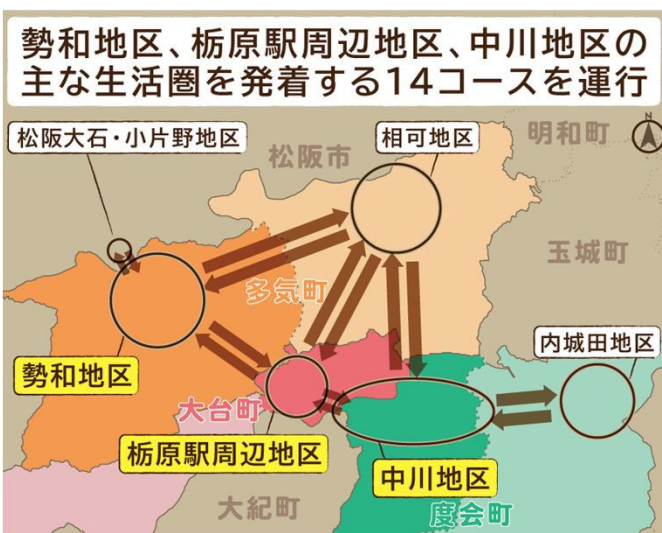 勢和地区、栃原駅周辺地区、中川地区の
主な生活圏を発着する14コースを運行
松阪大石・小片野地区
松阪市
相可地区
明和町
N
玉城町
多気町
内城田地区
勢和地区
大台町
栃原駅周辺地区
中川地区
大紀町
度会町